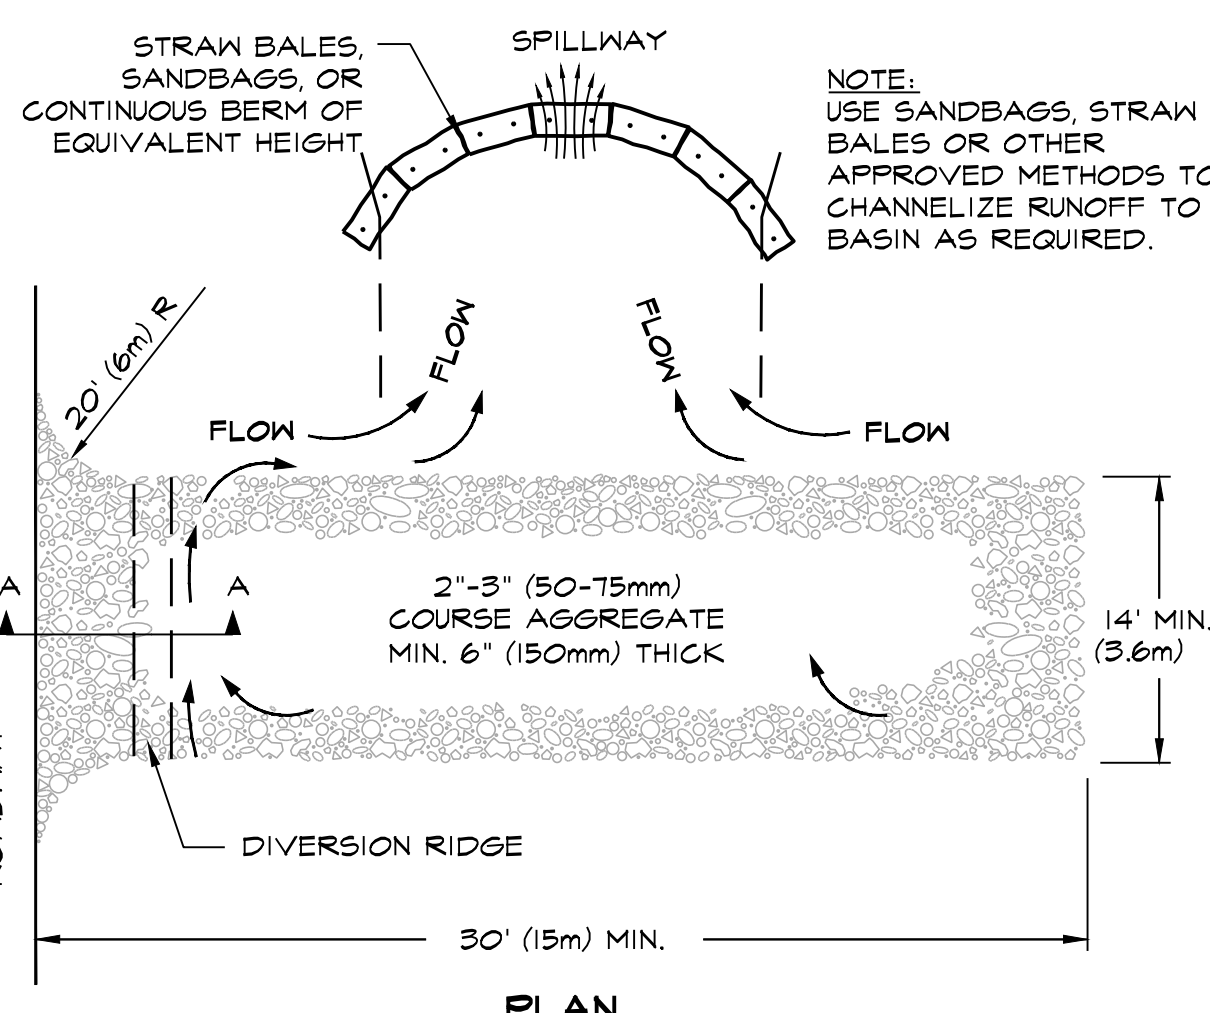 STRAW BALES,
SANDBAGS, OR
CONTINUOUS BERM OF
EQUIVALENT HEIGHT
SPILLWAY
NOTE:
USE SANDBAGS, STRAW
BALES OR OTHER
APPROVED METHODS TO
CHANNELIZE RUNOFF TO
BASIN AS REQUIRED.
20' (6m) R
FLOW
FLOW
FLOW
FLOW
A
A
2"-3" (50-75mm)
COURSE AGGREGATE
MIN. 6" (150mm) THICK
14' MIN.
(3.6m)
DIVERSION RIDGE
30' (15m) MIN.
PLAN